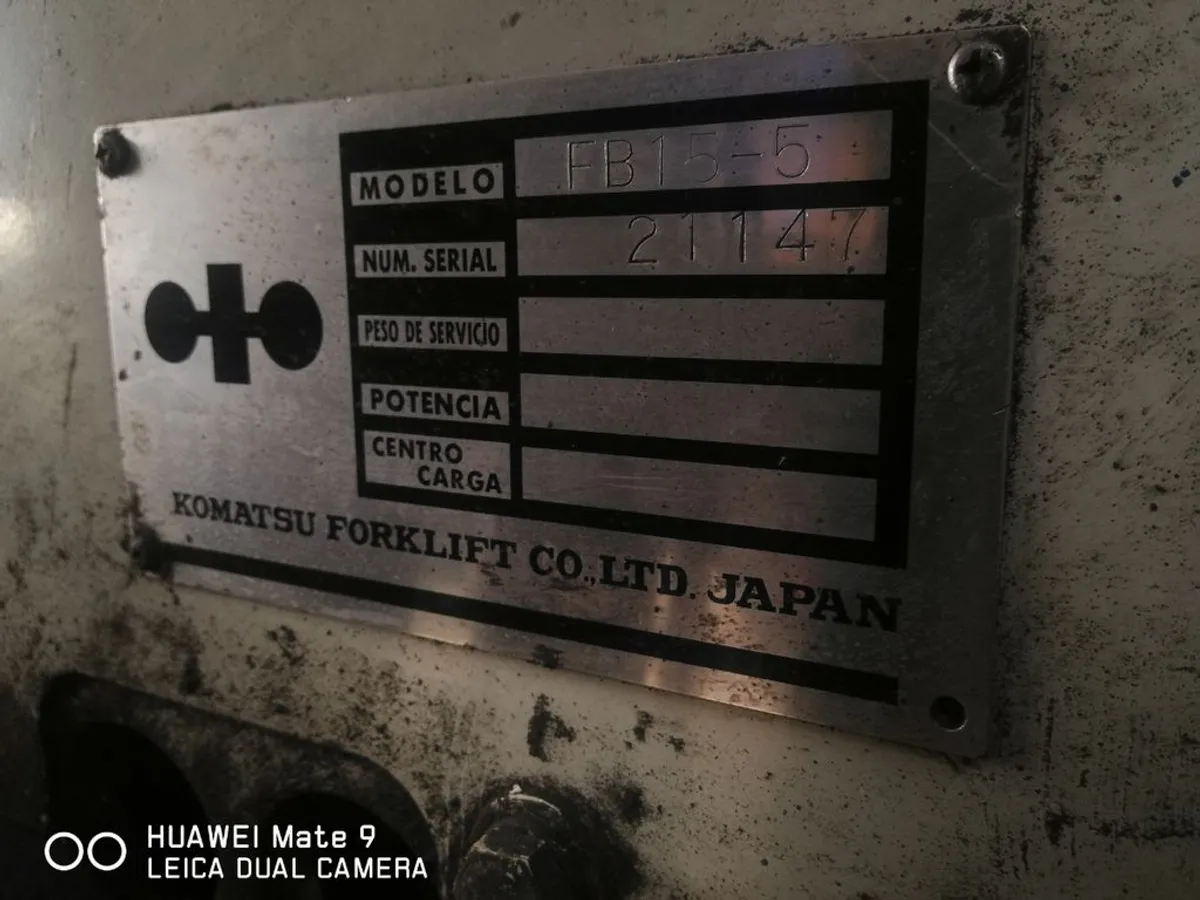 MODELO FB15-5
NUM. SERIAL 21147
PESO DE SERVICIO
POTENCIA
CENTRO
CARGA
KOMATSU FORKLIFT CO.,LTD. JAPAN
HUAWEI Mate 9
LEICA DUAL CAMERA